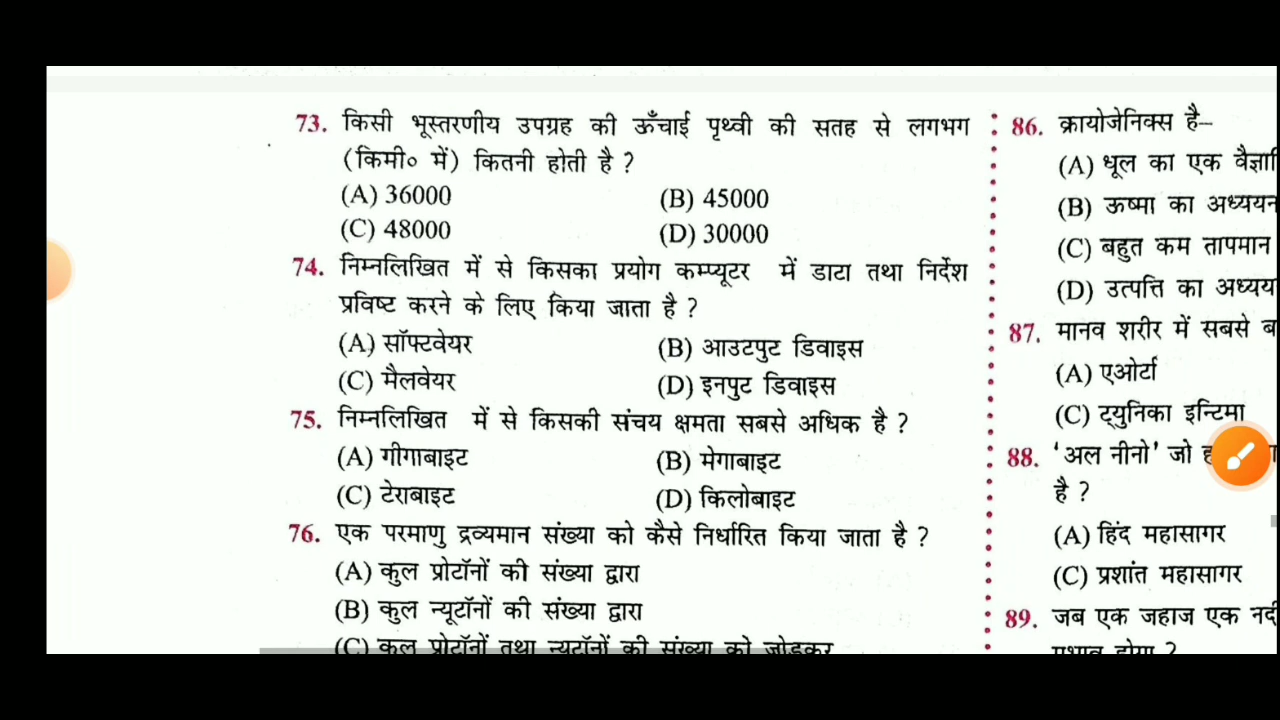 73. किसी भूस्तरणीय उपग्रह की ऊँचाई पृथ्वी की सतह से लगभग
(किमी० में) कितनी होती है ?
(A) 36000 (B) 45000
(C) 48000 (D) 30000
74. निम्नलिखित में से किसका प्रयोग कम्प्यूटर में डाटा तथा निर्देश
प्रविष्ट करने के लिए किया जाता है ?
(A) सॉफ्टवेयर (B) आउटपुट डिवाइस
(C) मैलवेयर (D) इनपुट डिवाइस
75. निम्नलिखित में से किसकी संचय क्षमता सबसे अधिक है ?
(A) गीगाबाइट (B) मेगाबाइट
(C) टेराबाइट (D) किलोबाइट
76. एक परमाणु द्रव्यमान संख्या को कैसे निर्धारित किया जाता है ?
(A) कुल प्रोटॉनों की संख्या द्वारा
(B) कुल न्यूटॉनों की संख्या द्वारा
(C) कुल प्रोटॉनों तथा न्यूटॉनों की संख्या को जोड़कर
86. क्रायोजेनिक्स है–
(A) धूल का एक
(B) ऊष्मा का
(C) बहुत कम तापमान
(D) उत्पत्ति का
87. मानव शरीर में सबसे
(A) एओर्टा
(C) ट्युनिका इन्टिमा
88. 'अल नीनो' जो
है ?
(A) हिंद महासागर
(C) प्रशांत महासागर
89. जब एक जहाज एक
होगा ?